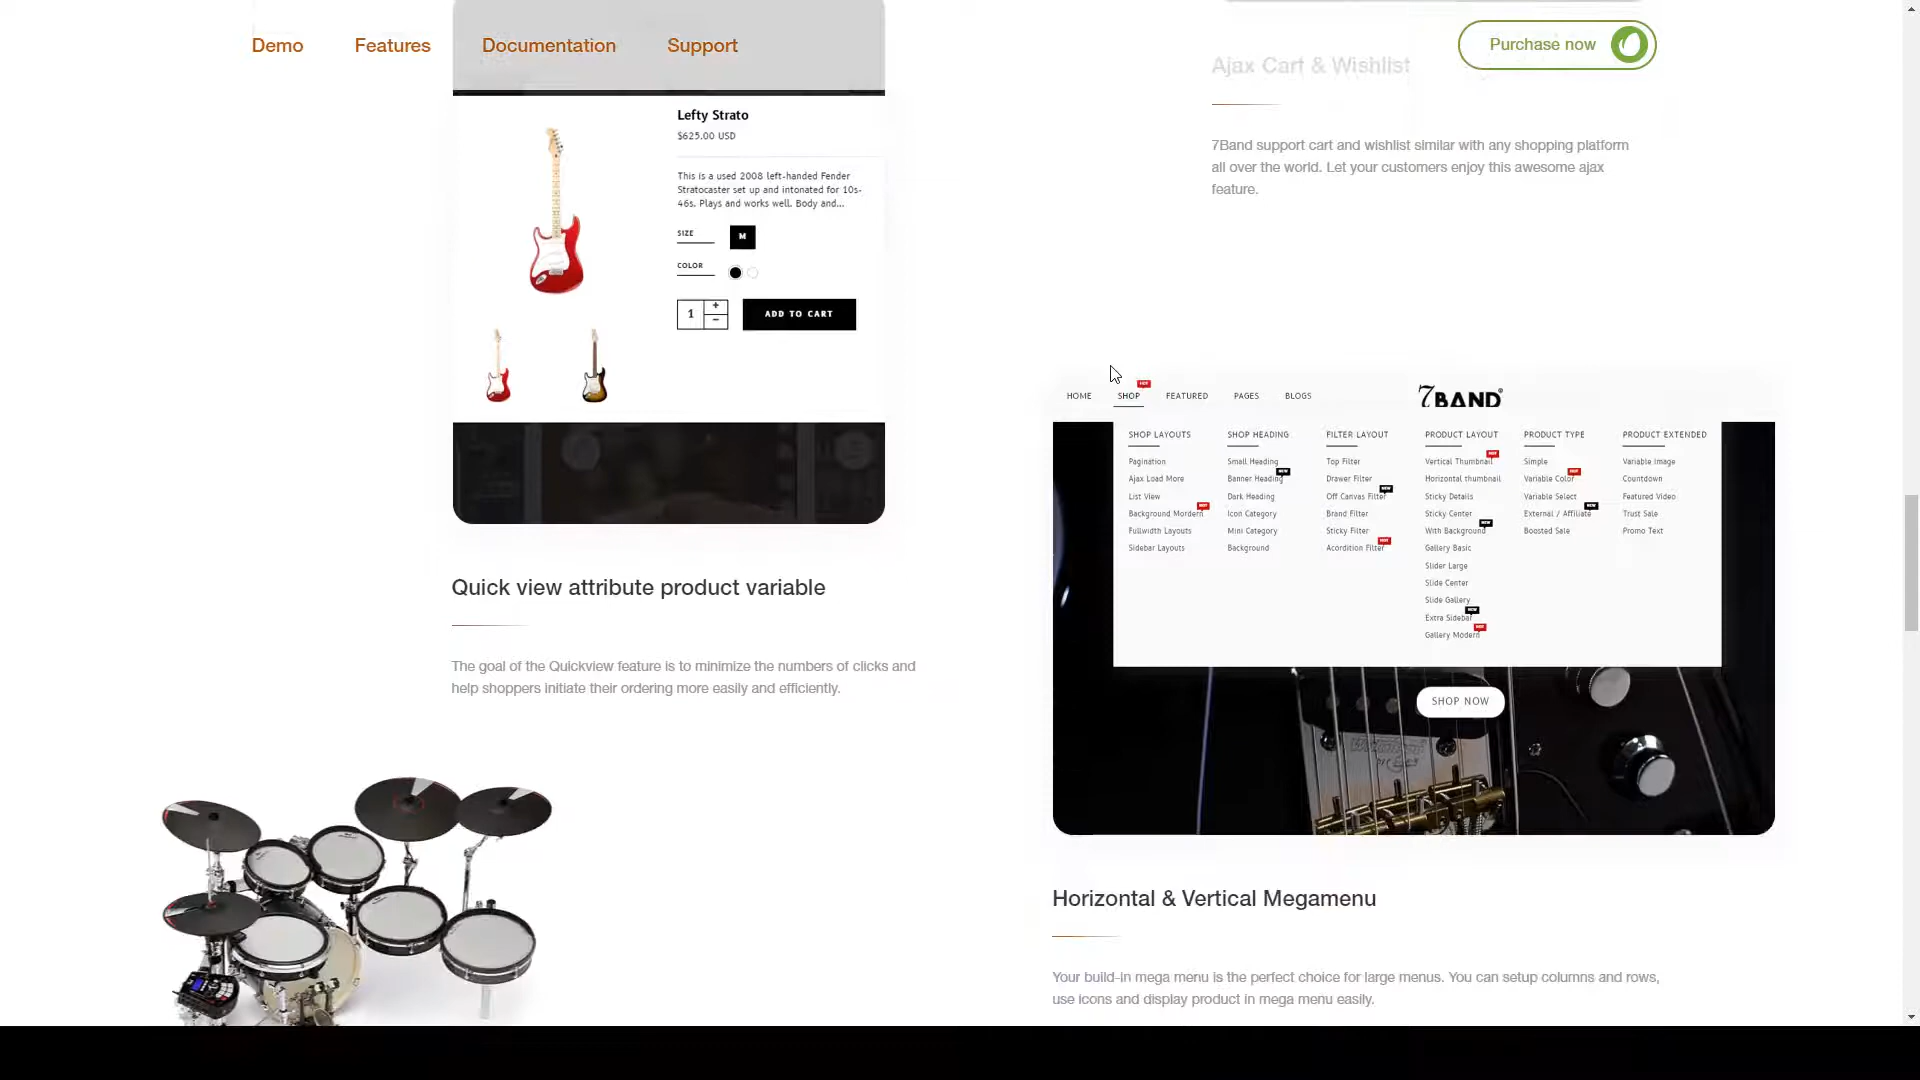 Demo
Features
Documentation
Support
Purchase now
Lefty Strato
$625.00 USD
This is a used 2008 left-handed Fender
Stratocaster set up and intonated for 10s-
46s. Plays and works well. Body and...
SIZE
M
COLOR
1
+
−
ADD TO CART
Quick view attribute product variable
The goal of the Quickview feature is to minimize the numbers of clicks and
help shoppers initiate their ordering more easily and efficiently.
Ajax Cart & Wishlist
7Band support cart and wishlist similar with any shopping platform
all over the world. Let your customers enjoy this awesome ajax
feature.
HOME
SHOP
HOT
FEATURED
PAGES
BLOGS
7BAND
SHOP LAYOUTS
Pagination
Ajax Load More
List View
Background Mordern
HOT
Fullwidth Layouts
Sidebar Layouts
SHOP HEADING
Small Heading
Banner Heading
NEW
Dark Heading
Icon Category
Mini Category
Background
FILTER LAYOUT
Top Filter
Drawer Filter
Off Canvas Filter
NEW
Brand Filter
Sticky Filter
Acordition Filter
HOT
PRODUCT LAYOUT
Vertical Thumbnail
HOT
Horizontal thumbnail
Sticky Details
Sticky Center
With Background
NEW
Gallery Basic
Slider Large
Slide Center
Slide Gallery
Extra Sidebar
NEW
Gallery Modern
HOT
PRODUCT TYPE
Simple
Variable Color
HOT
Variable Select
External / Affiliate
NEW
Boosted Sale
PRODUCT EXTENDED
Variable Image
Countdown
Featured Video
Trust Sale
Promo Text
SHOP NOW
Horizontal & Vertical Megamenu
Your build-in mega menu is the perfect choice for large menus. You can setup columns and rows,
use icons and display product in mega menu easily.